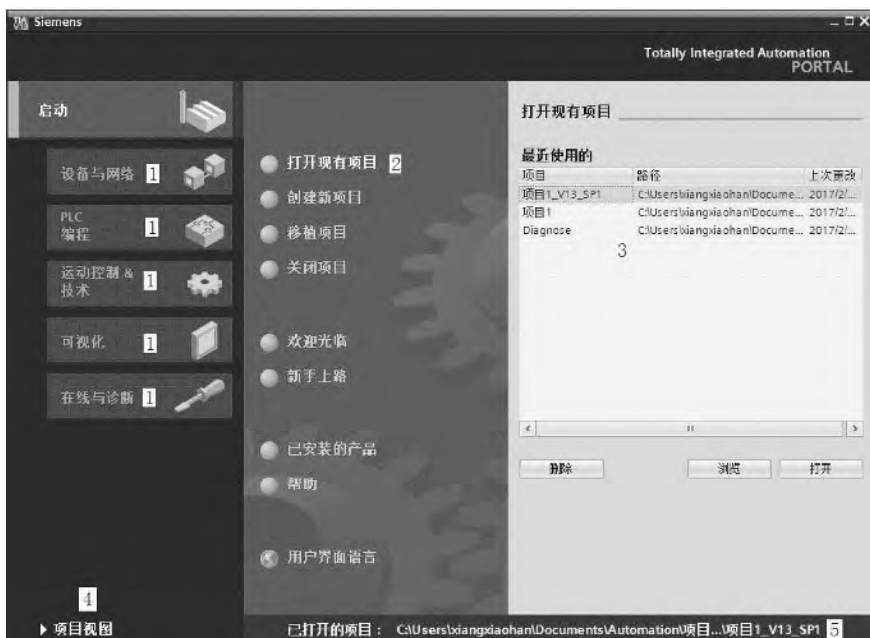 Siemens
Totally Integrated Automation
PORTAL
启动
设备与网络 1
PLC
编程 1
运动控制 &
技术 1
可视化 1
在线与诊断 1
4
项目视图
打开现有项目 2
创建新项目
移植项目
关闭项目
欢迎光临
新手上路
已安装的产品
帮助
用户界面语言
打开现有项目
最近使用的
项目 路径 上次更改
项目1_V13_SP1 C:\Users\xiangxiaohan\Docume... 2017/2/...
项目1 C:\Users\xiangxiaohan\Docume... 2017/2/...
Diagnose C:\Users\xiangxiaohan\Docume... 2017/2/...
3
删除 浏览 打开
已打开的项目： C:\Users\xiangxiaohan\Documents\Automation\项目...\项目1_V13_SP1 5